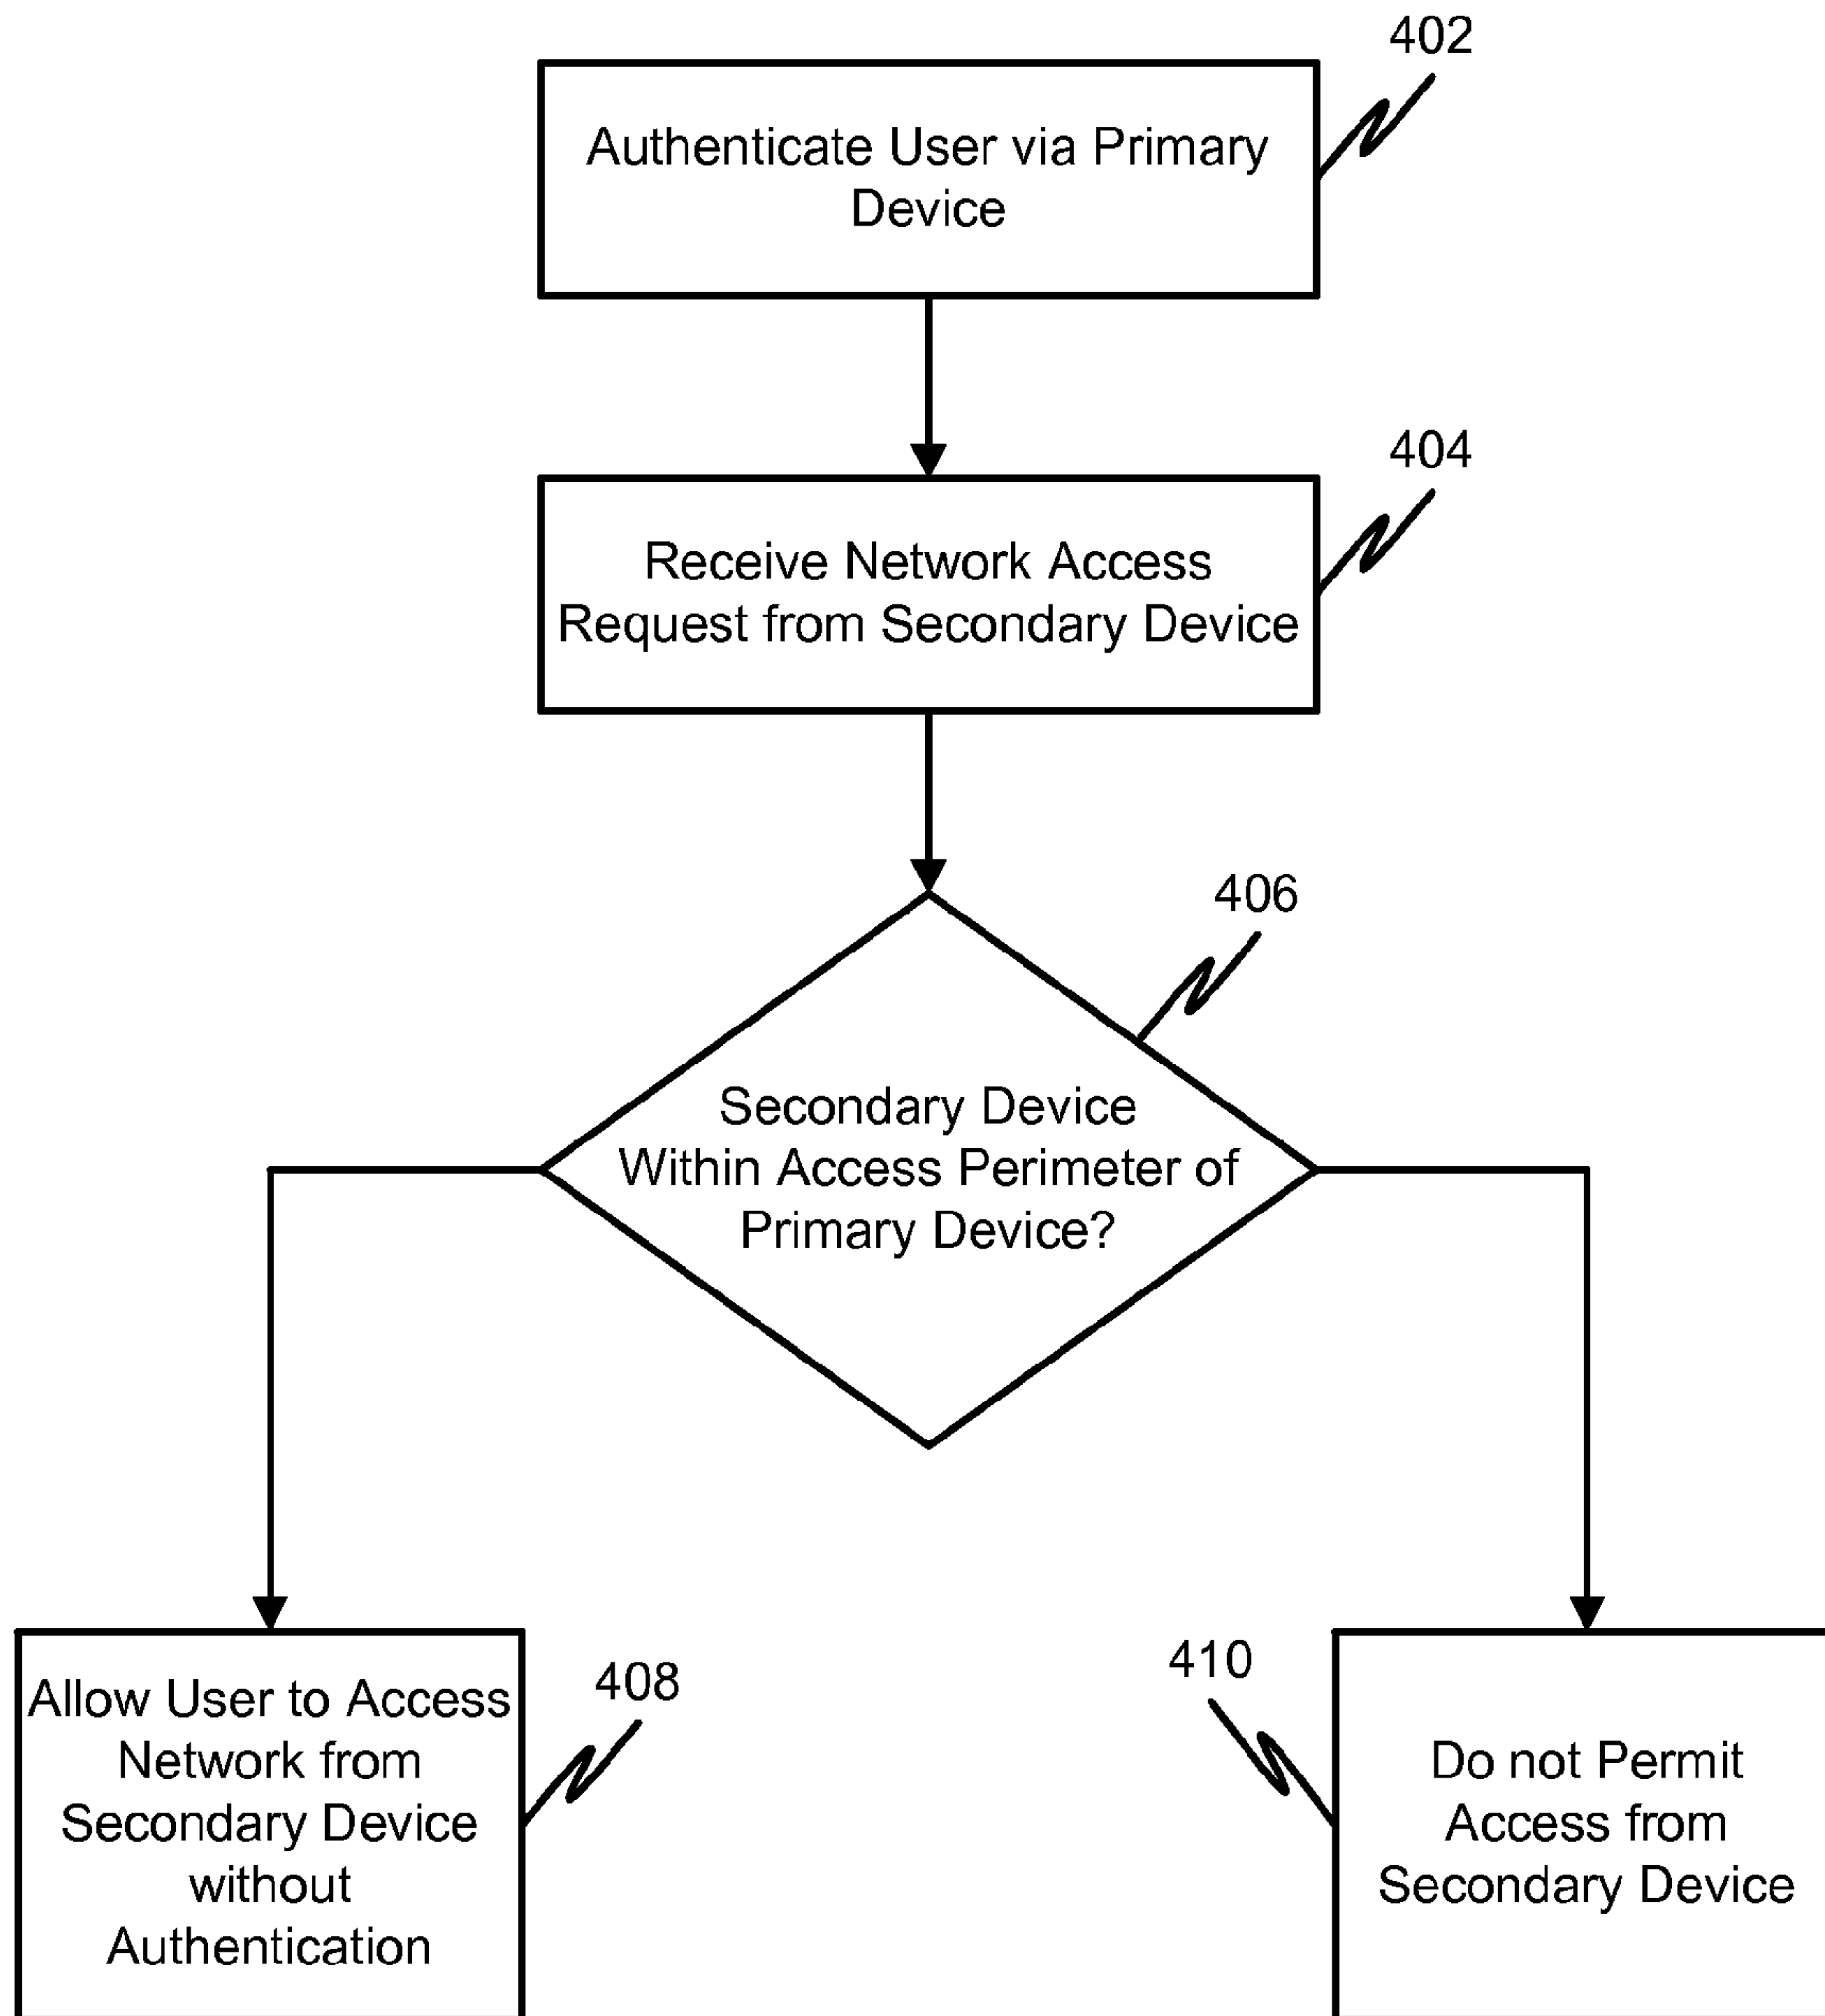 402
Authenticate User via Primary
Device
404
Receive Network Access
Request from Secondary Device
406
Secondary Device
Within Access Perimeter of
Primary Device?
408
Allow User to Access
Network from
Secondary Device
without
Authentication
410
Do not Permit
Access from
Secondary Device